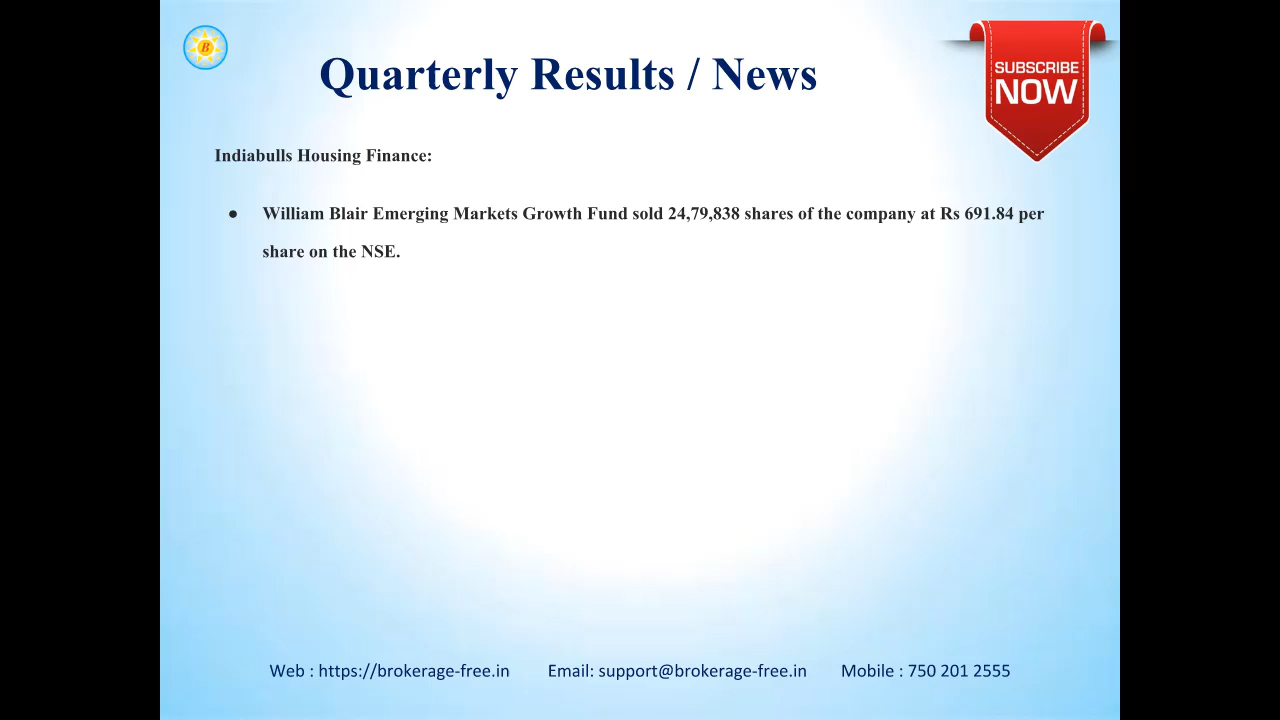 B
Quarterly Results / News
SUBSCRIBE
NOW
Indiabulls Housing Finance:
● William Blair Emerging Markets Growth Fund sold 24,79,838 shares of the company at Rs 691.84 per
share on the NSE.
Web : https://brokerage-free.in Email: support@brokerage-free.in Mobile : 750 201 2555